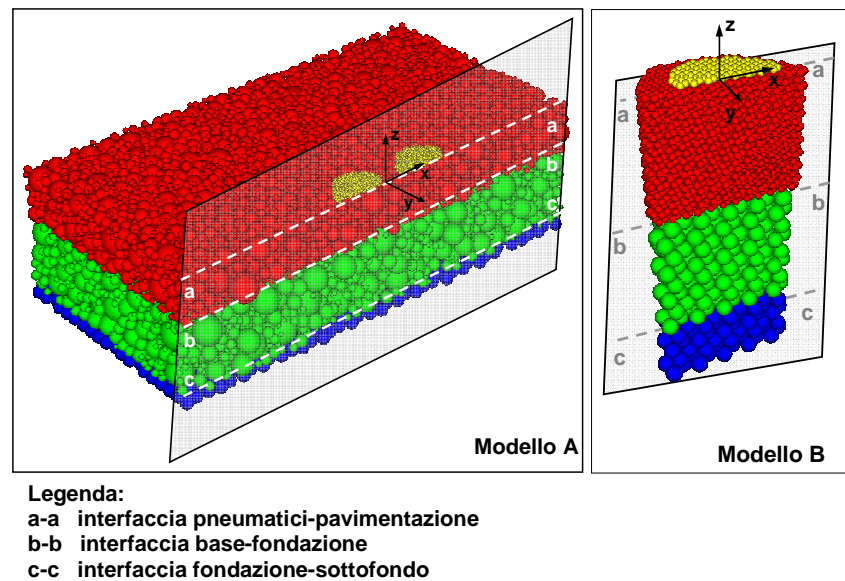 z
a
b
x
y
c
a
b
c
Modello A
z
a
x
a
y
b
b
c
c
Modello B
Legenda:
a-a interfaccia pneumatici-pavimentazione
b-b interfaccia base-fondazione
c-c interfaccia fondazione-sottofondo